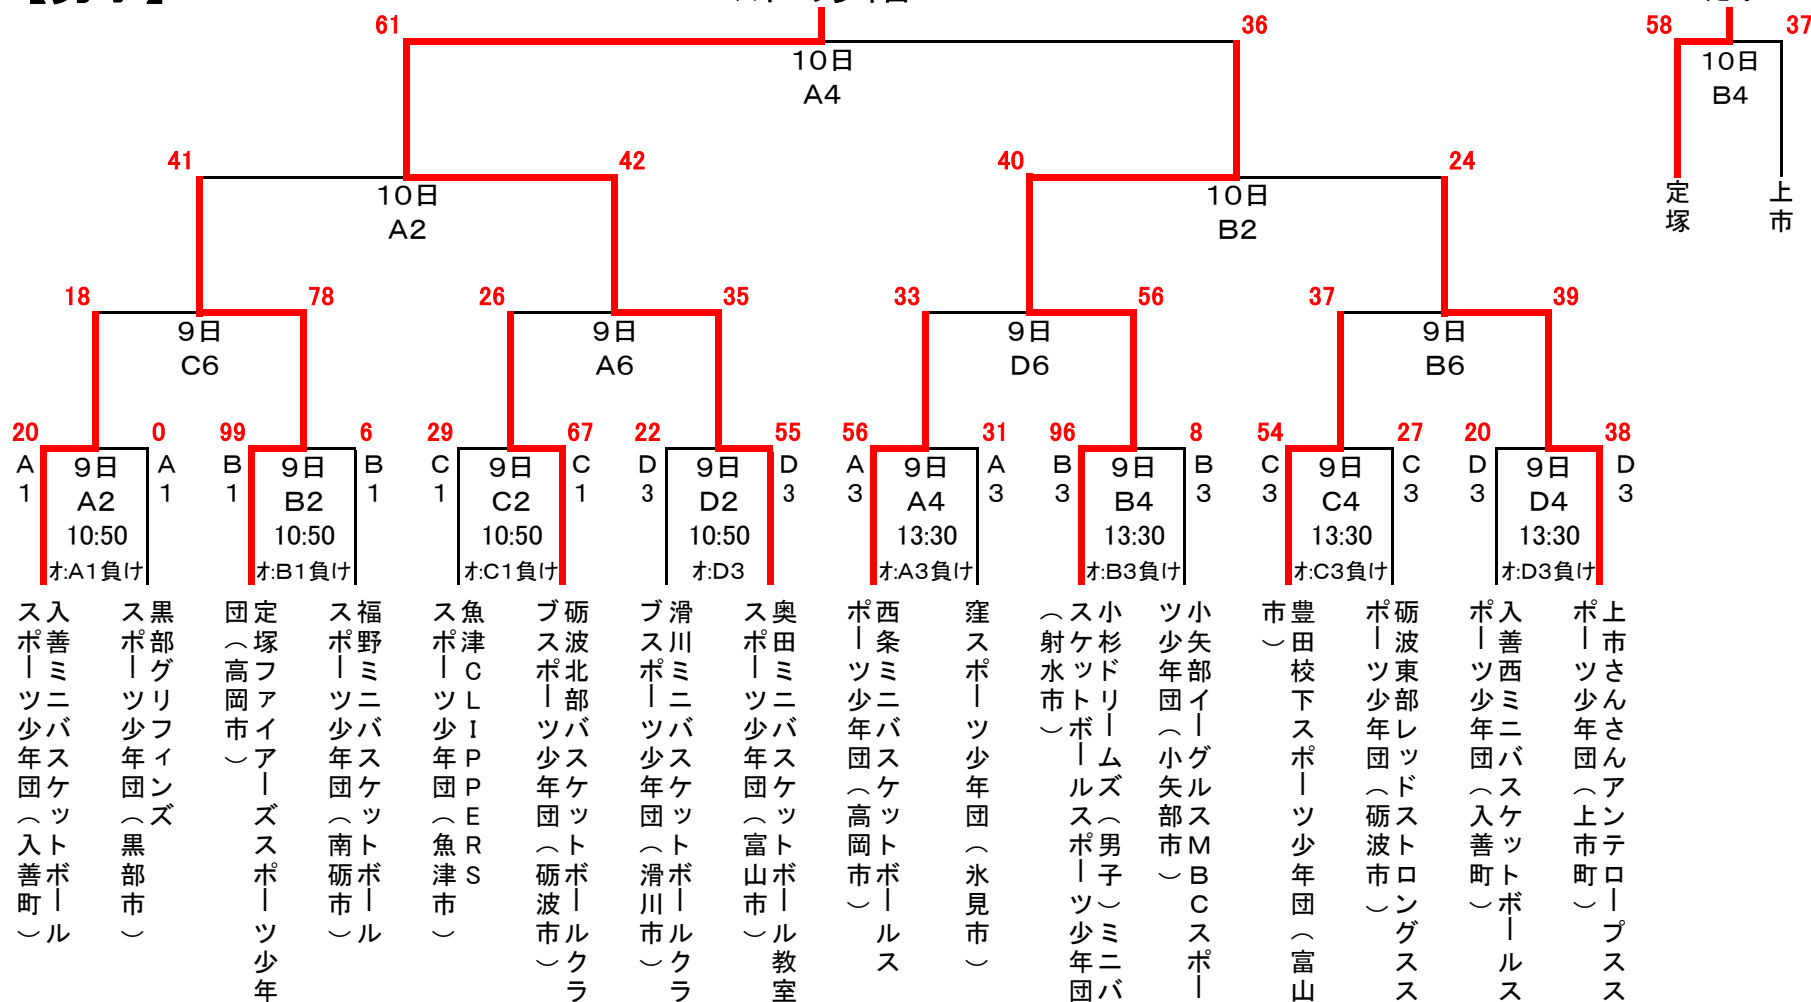 61
36
58
37
10日
A4
10日
B4
定塚
上市
41
42
40
24
10日
A2
10日
B2
18
78
26
35
33
56
37
39
9日
C6
9日
A6
9日
D6
9日
B6
20
0
99
6
29
67
22
55
56
31
96
8
54
27
20
38
A1
9日
A2
10:50
オ:A1負け
A1
B1
9日
B2
10:50
オ:B1負け
B1
C1
9日
C2
10:50
オ:C1負け
C1
D3
9日
D2
10:50
オ:D3
D3
A3
9日
A4
13:30
オ:A3負け
A3
B3
9日
B4
13:30
オ:B3負け
B3
C3
9日
C4
13:30
オ:C3負け
C3
D3
9日
D4
13:30
オ:D3負け
D3
入善ミニバスケットボール
スポーツ少年団（入善町）
黒部グリフィンズ
スポーツ少年団（黒部市）
定塚ファイアーズスポーツ少年
団（高岡市）
福野ミニバスケットボール
スポーツ少年団（南砺市）
魚津CLIPPERS
スポーツ少年団（魚津市）
砺波北部バスケットボールクラ
ブスポーツ少年団（砺波市）
滑川ミニバスケットボールクラ
ブスポーツ少年団（滑川市）
奥田ミニバスケットボール教室
スポーツ少年団（富山市）
西条ミニバスケットボールス
ポーツ少年団（高岡市）
窪スポーツ少年団（氷見市）
小杉ドリームズ（男子）ミニバ
スケットボールスポーツ少年団
（射水市）
小矢部イーグルスMBCスポー
ツ少年団（小矢部市）
豊田校下スポーツ少年団（富山
市）
砺波東部レッドストロングスス
ポーツ少年団（砺波市）
入善西ミニバスケットボールス
ポーツ少年団（入善町）
上市さんさんアンテロープスス
ポーツ少年団（上市町）